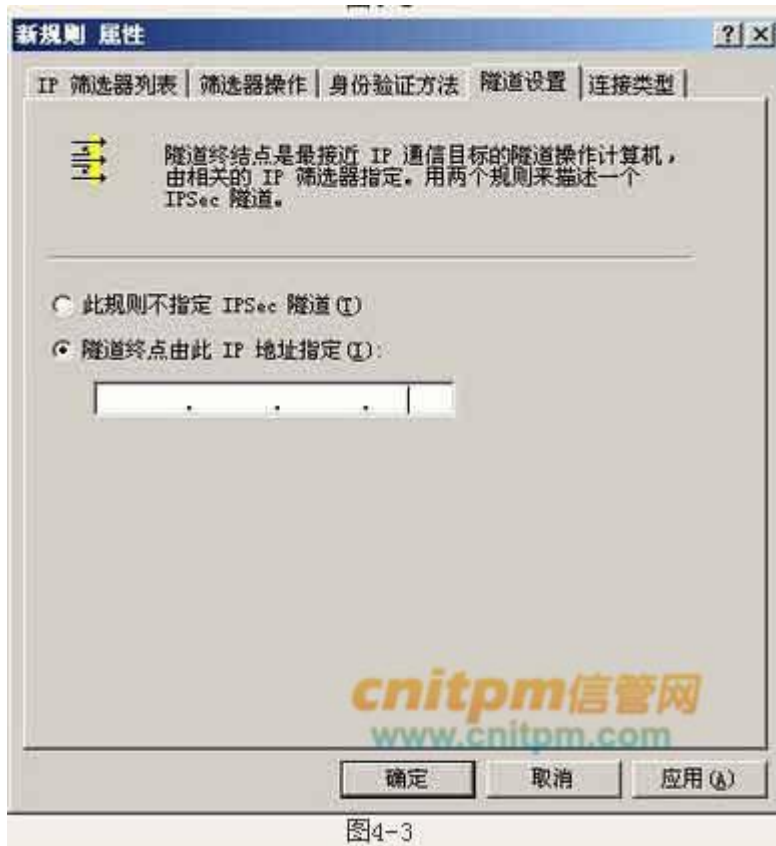 新规则 属性
IP 筛选器列表
筛选器操作
身份验证方法
隧道设置
连接类型
隧道终结点是最接近 IP 通信目标的隧道操作计算机，
由相关的 IP 筛选器指定。用两个规则来描述一个
IPSec 隧道。
此规则不指定 IPSec 隧道(T)
隧道终点由此 IP 地址指定(I):
. . .
cnitpm信管网
www.cnitpm.com
确定
取消
应用(A)
图4-3